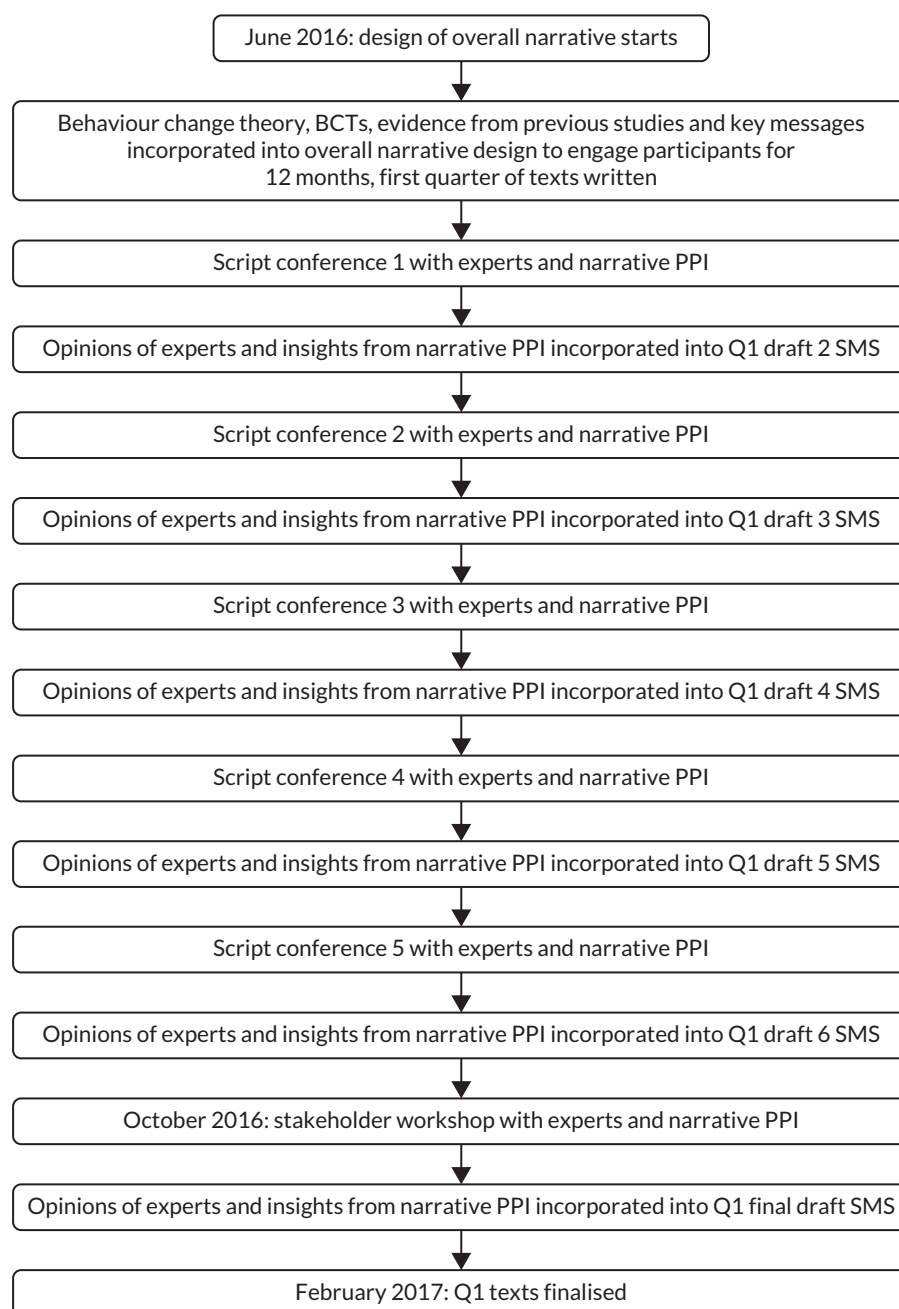 June 2016: design of overall narrative starts
Behaviour change theory, BCTs, evidence from previous studies and key messages
incorporated into overall narrative design to engage participants for
12 months, first quarter of texts written
Script conference 1 with experts and narrative PPI
Opinions of experts and insights from narrative PPI incorporated into Q1 draft 2 SMS
Script conference 2 with experts and narrative PPI
Opinions of experts and insights from narrative PPI incorporated into Q1 draft 3 SMS
Script conference 3 with experts and narrative PPI
Opinions of experts and insights from narrative PPI incorporated into Q1 draft 4 SMS
Script conference 4 with experts and narrative PPI
Opinions of experts and insights from narrative PPI incorporated into Q1 draft 5 SMS
Script conference 5 with experts and narrative PPI
Opinions of experts and insights from narrative PPI incorporated into Q1 draft 6 SMS
October 2016: stakeholder workshop with experts and narrative PPI
Opinions of experts and insights from narrative PPI incorporated into Q1 final draft SMS
February 2017: Q1 texts finalised